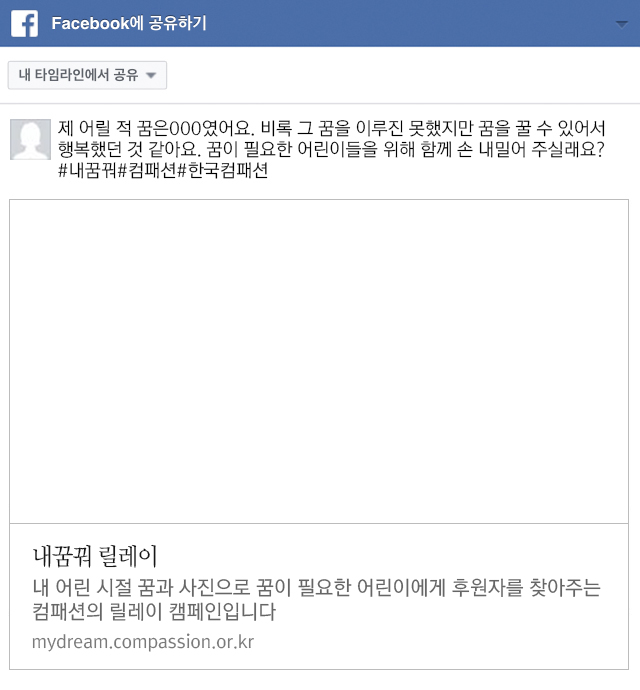 Facebook에 공유하기
내 타임라인에서 공유
제 어릴 적 꿈은000였어요. 비록 그 꿈을 이루진 못했지만 꿈을 꿀 수 있어서
행복했던 것 같아요. 꿈이 필요한 어린이들을 위해 함께 손 내밀어 주실래요?
#내꿈꿔#컴패션#한국컴패션
내꿈꿔 릴레이
내 어린 시절 꿈과 사진으로 꿈이 필요한 어린이에게 후원자를 찾아주는
컴패션의 릴레이 캠페인입니다
mydream.compassion.or.kr